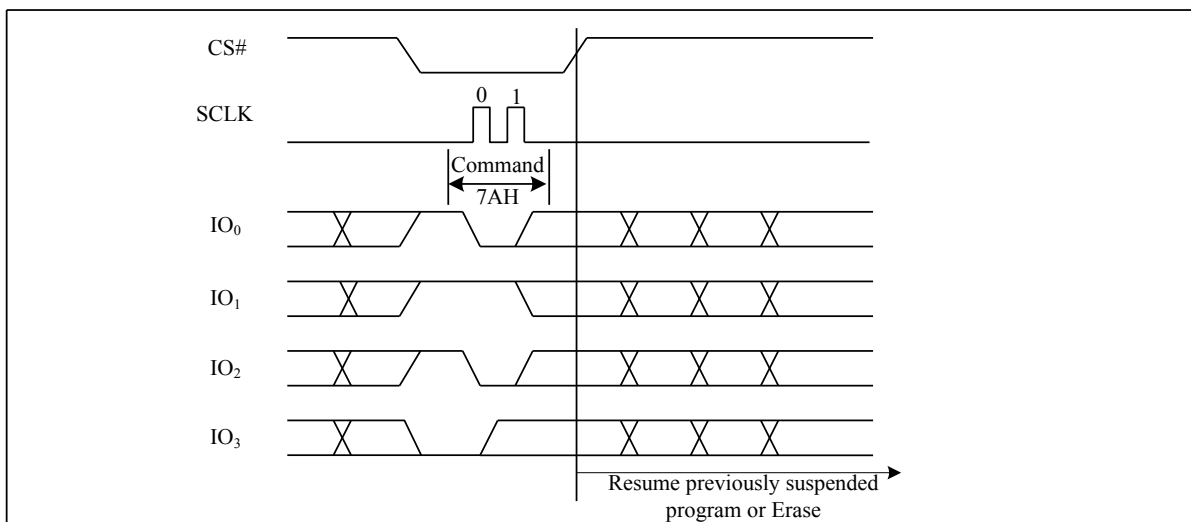 CS#
0 1
SCLK
Command
7AH
IO₀
IO₁
IO₂
IO₃
Resume previously suspended
program or Erase